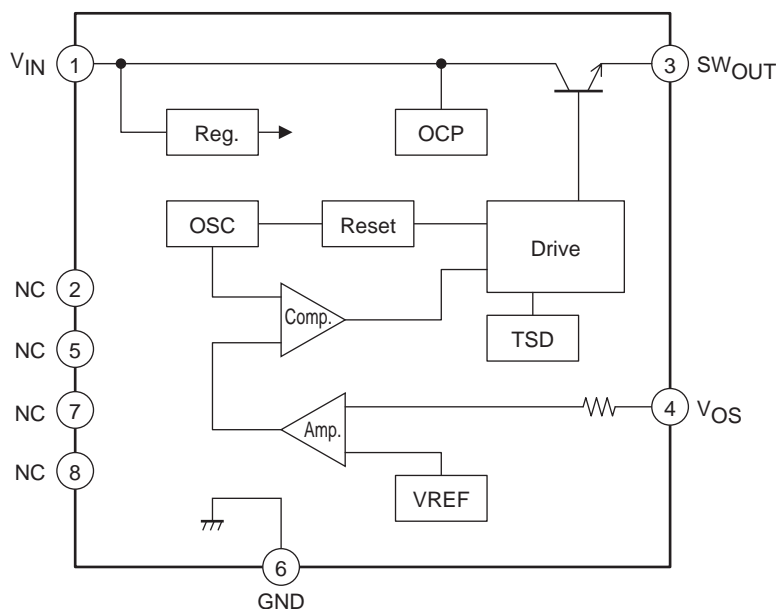 VIN 1 3 SWOUT
Reg. OCP
OSC Reset Drive
NC 2
Comp.
TSD
NC 5
NC 7 4 VOS
Amp.
NC 8
VREF
6
GND